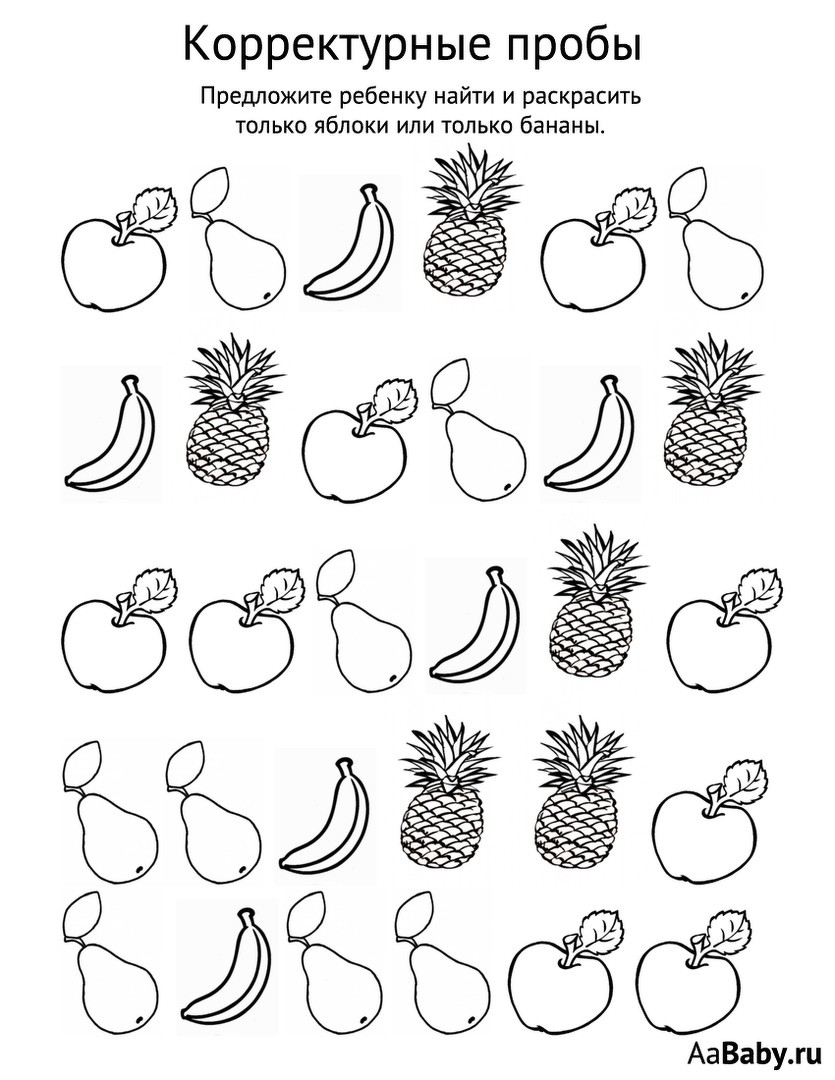 Корректурные пробы
Предложите ребенку найти и раскрасить
только яблоки или только бананы.
AaBaby.ru